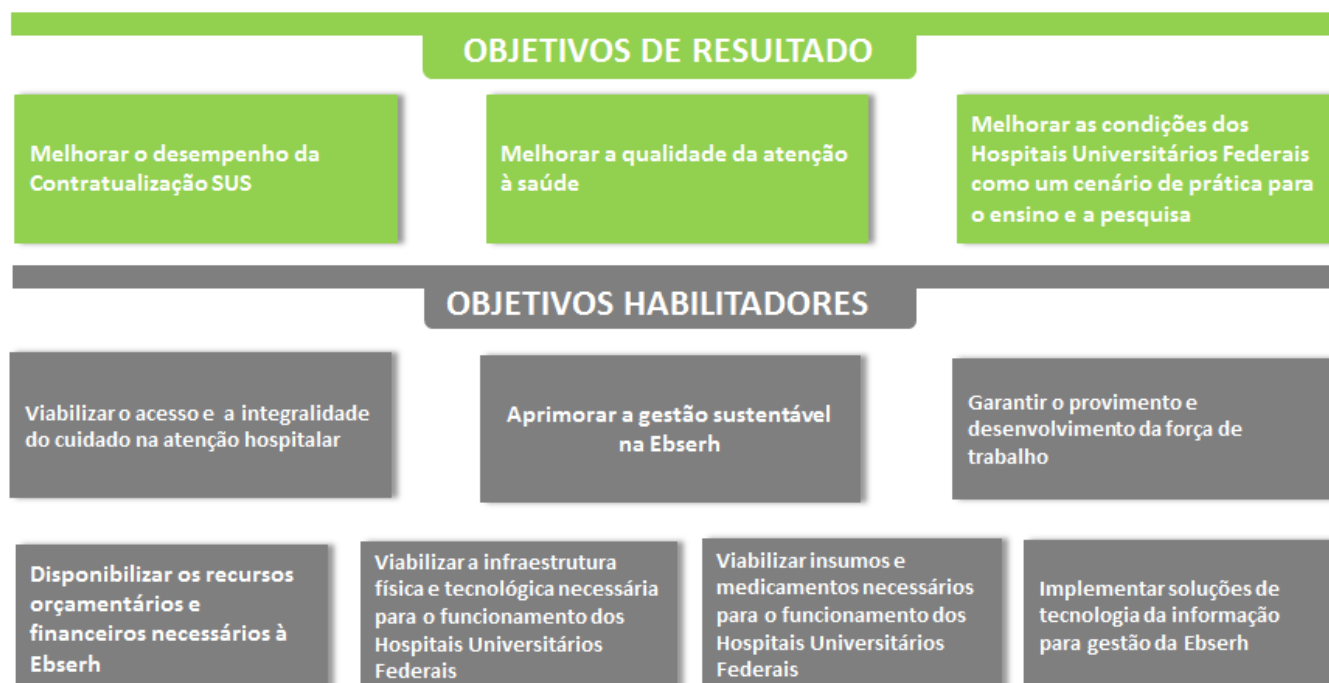 OBJETIVOS DE RESULTADO
Melhorar o desempenho da
Contratualização SUS
Melhorar a qualidade da atenção
à saúde
Melhorar as condições dos
Hospitais Universitários Federais
como um cenário de prática para
o ensino e a pesquisa
OBJETIVOS HABILITADORES
Viabilizar o acesso e a integralidade
do cuidado na atenção hospitalar
Aprimorar a gestão sustentável
na Ebserh
Garantir o provimento e
desenvolvimento da força de
trabalho
Disponibilizar os recursos
orçamentários e
financeiros necessários à
Ebserh
Viabilizar a infraestrutura
física e tecnológica necessária
para o funcionamento dos
Hospitais Universitários
Federais
Viabilizar insumos e
medicamentos necessários
para o funcionamento dos
Hospitais Universitários
Federais
Implementar soluções de
tecnologia da informação
para gestão da Ebserh